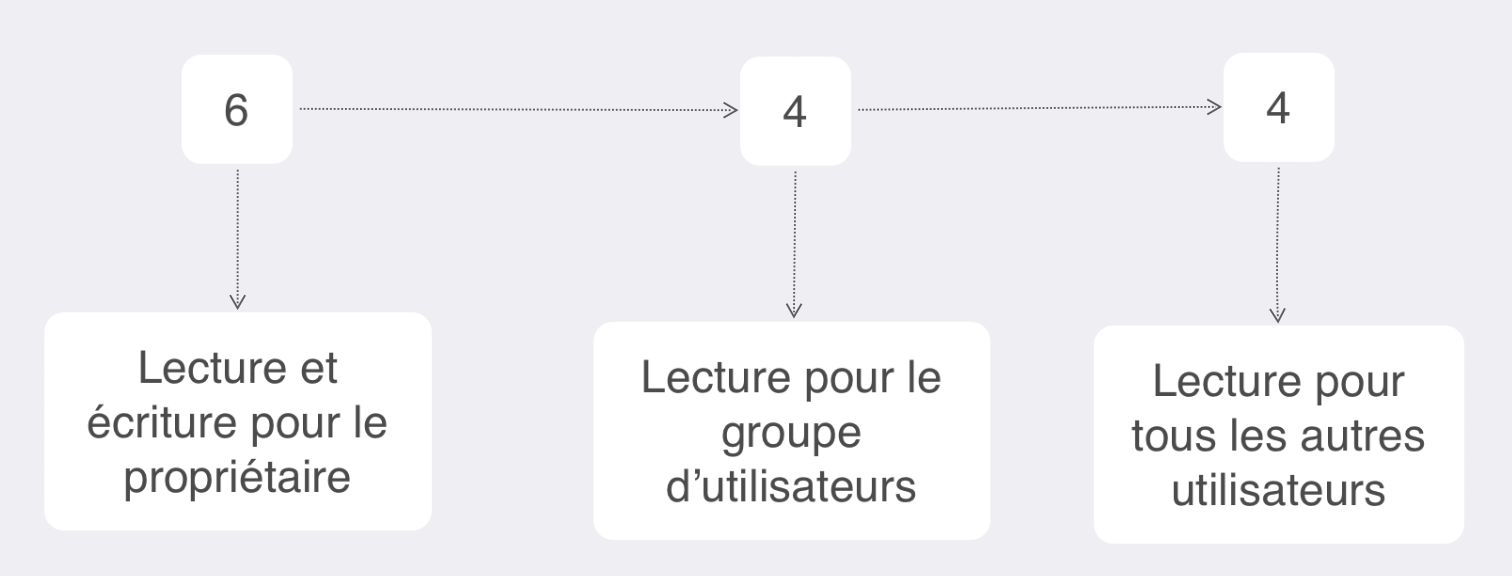 6
4
4
Lecture et
écriture pour le
propriétaire
Lecture pour le
groupe
d’utilisateurs
Lecture pour
tous les autres
utilisateurs